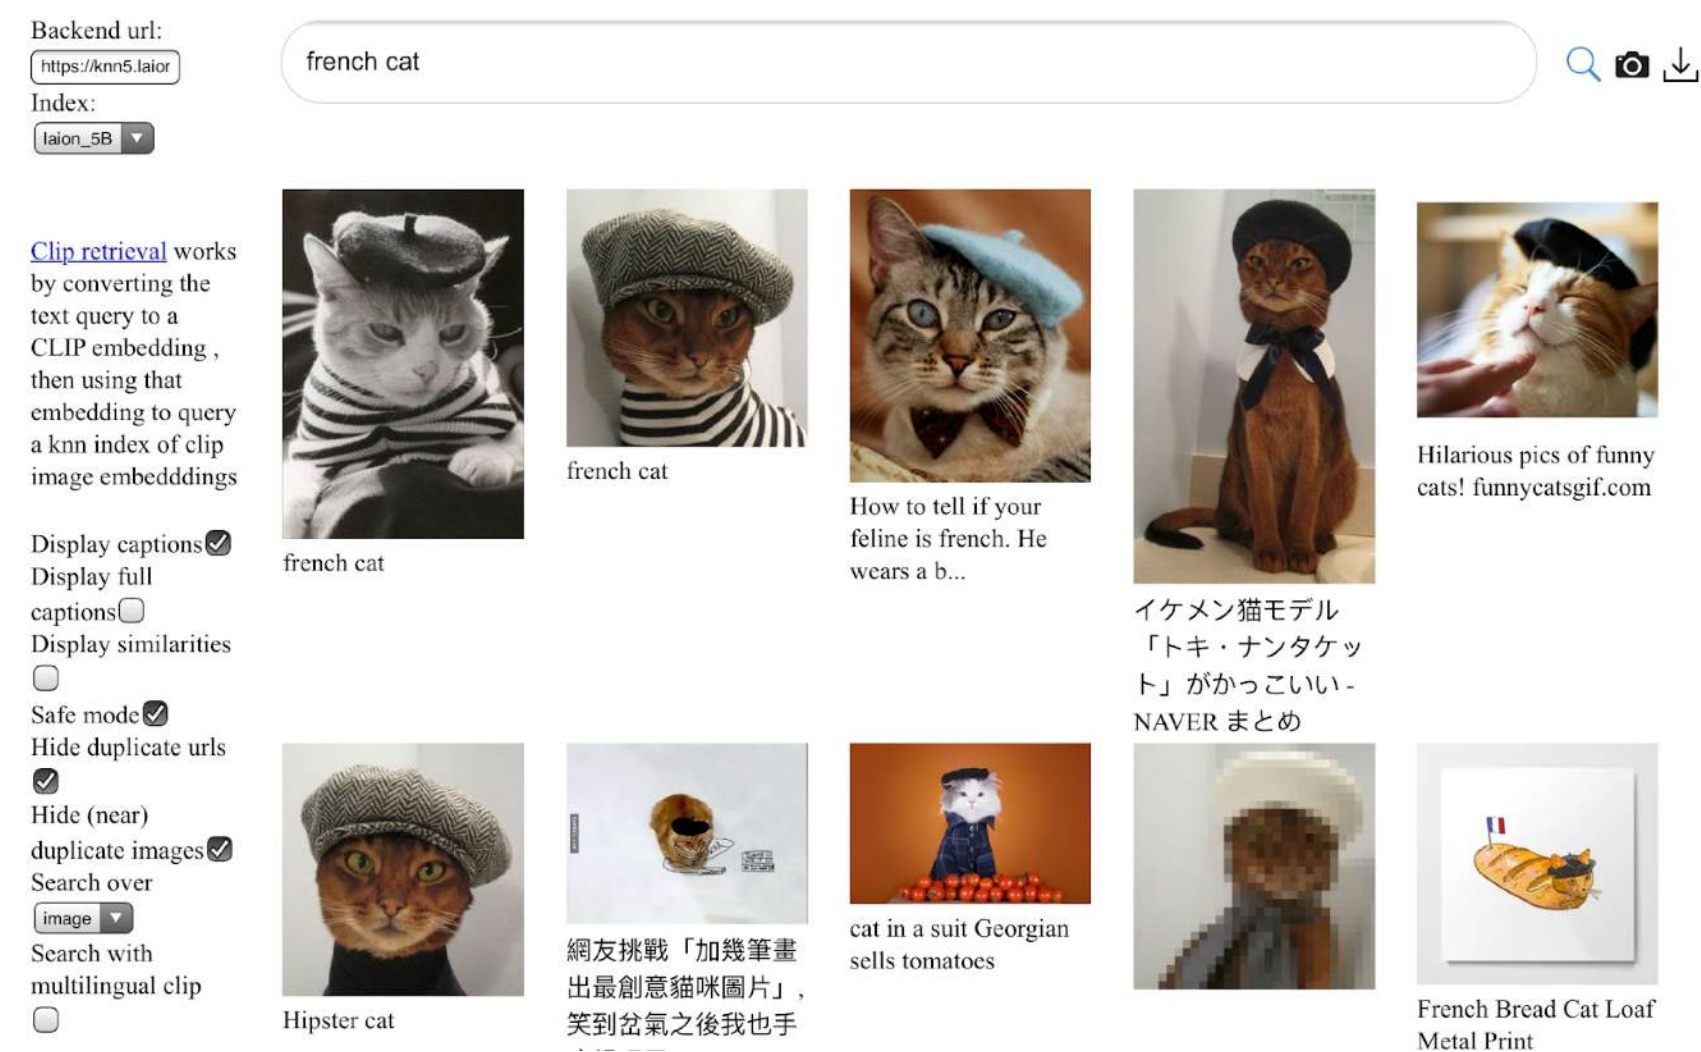 Backend url:
https://knn5.laior
Index:
laion_5B
french cat
Clip retrieval works
by converting the
text query to a
CLIP embedding ,
then using that
embedding to query
a knn index of clip
image embedddings
Display captions
Display full
captions
Display similarities
Safe mode
Hide duplicate urls
Hide (near)
duplicate images
Search over
image
Search with
multilingual clip
french cat
french cat
How to tell if your
feline is french. He
wears a b...
イケメン猫モデル
「トキ・ナンタケッ
ト」がかっこいい -
NAVER まとめ
Hilarious pics of funny
cats! funnycatsgif.com
Hipster cat
網友挑戰「加幾筆畫
出最創意貓咪圖片」,
笑到岔氣之後我也手
cat in a suit Georgian
sells tomatoes
French Bread Cat Loaf
Metal Print